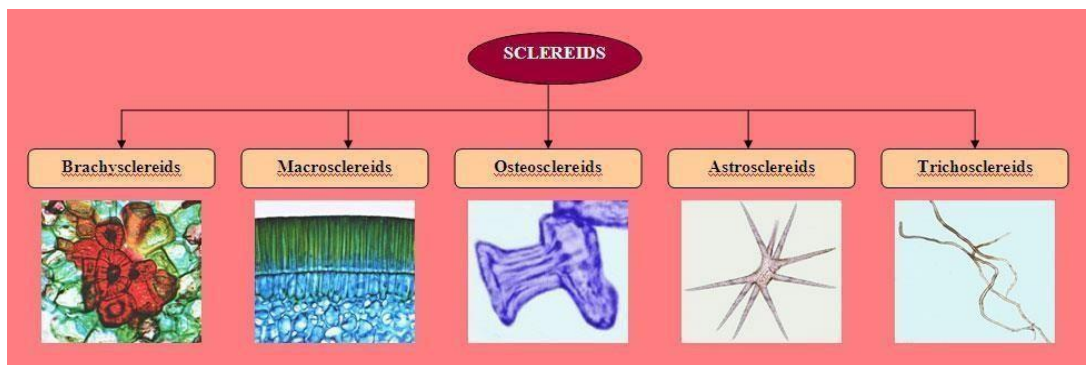 SCLEREIDS
Brachysclereids
Macrosclereids
Osteosclereids
Astrosclereids
Trichosclereids